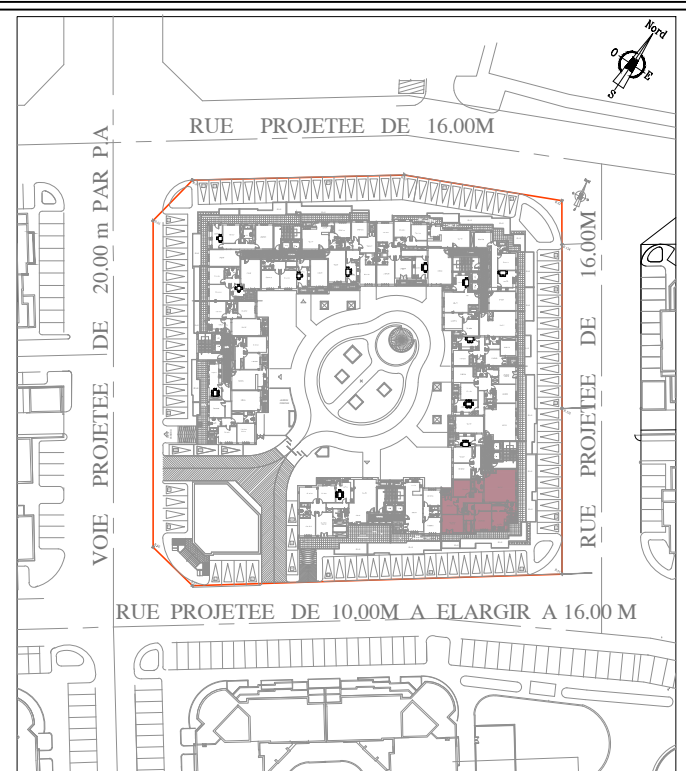 Nord
O
E
S
RUE PROJETEE DE 16.00M
VOIE PROJETEE DE 20.00 m PAR P.A
RUE PROJETEE DE 16.00M
RUE PROJETEE DE 10.00M A ELARGIR A 16.00 M